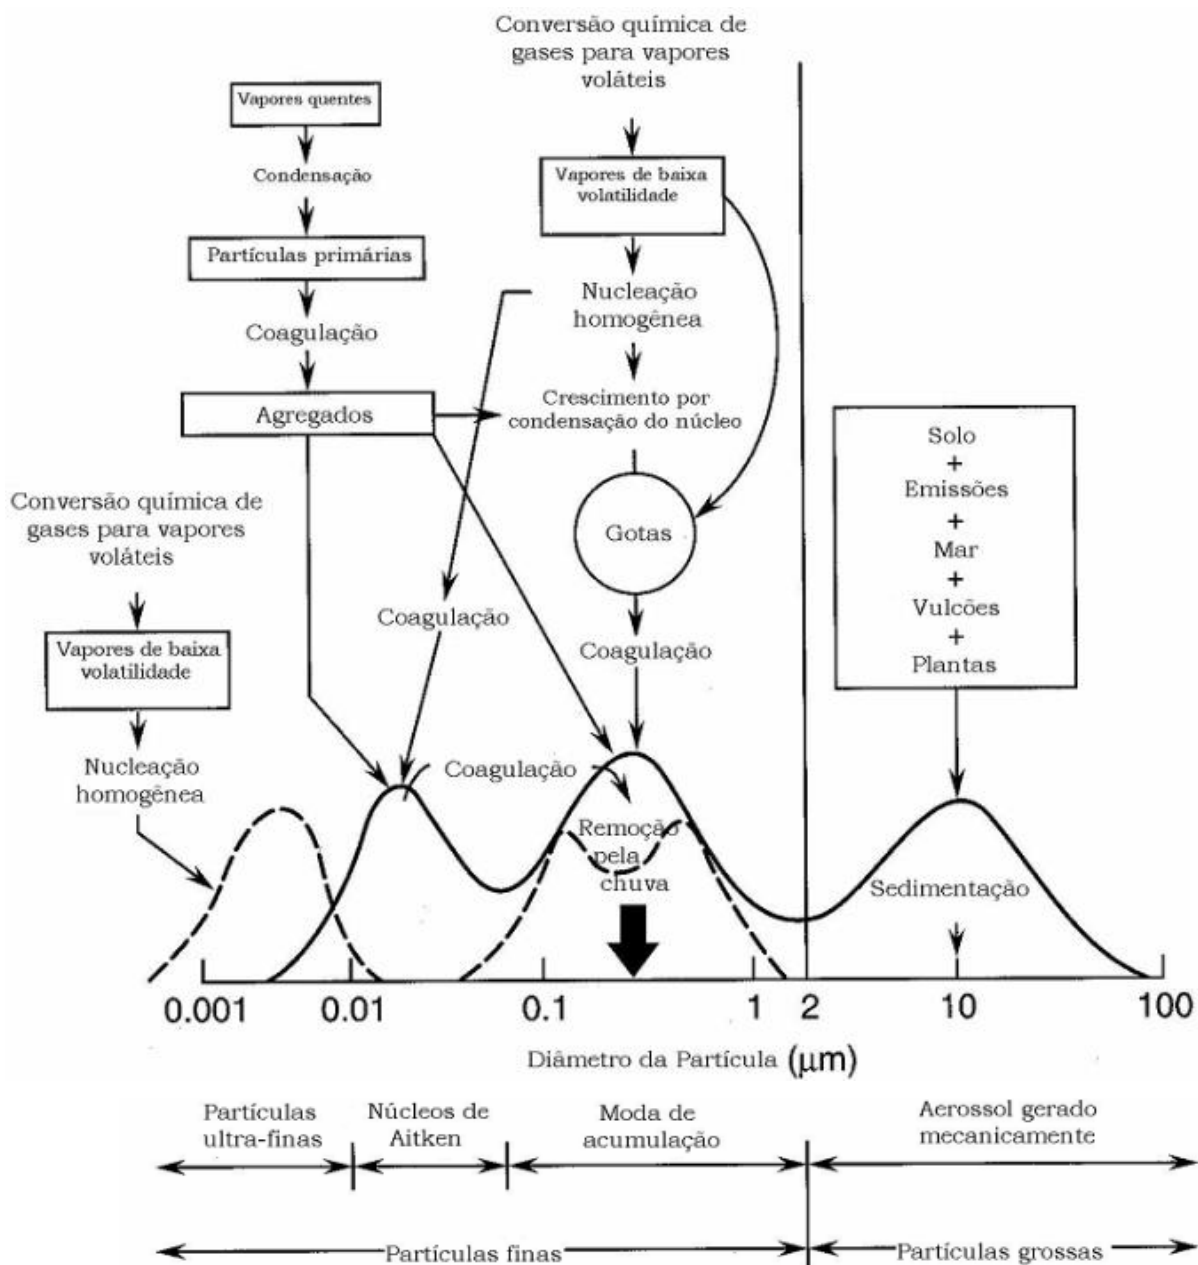 Conversão química de
gases para vapores
voláteis
Vapores quentes
Condensação
Partículas primárias
Coagulação
Agregados
Vapores de baixa
volatilidade
Nucleação
homogênea
Crescimento por
condensação do núcleo
Gotas
Coagulação
Coagulação
Conversão química de
gases para vapores
voláteis
Vapores de baixa
volatilidade
Nucleação
homogênea
Coagulação
Remoção
pela
chuva
Solo
+
Emissões
+
Mar
+
Vulcões
+
Plantas
Sedimentação
0.001 0.01 0.1 1 2 10 100
Diâmetro da Partícula (μm)
Partículas
ultra-finas
Núcleos de
Aitken
Moda de
acumulação
Aerossol gerado
mecanicamente
Partículas finas
Partículas grossas